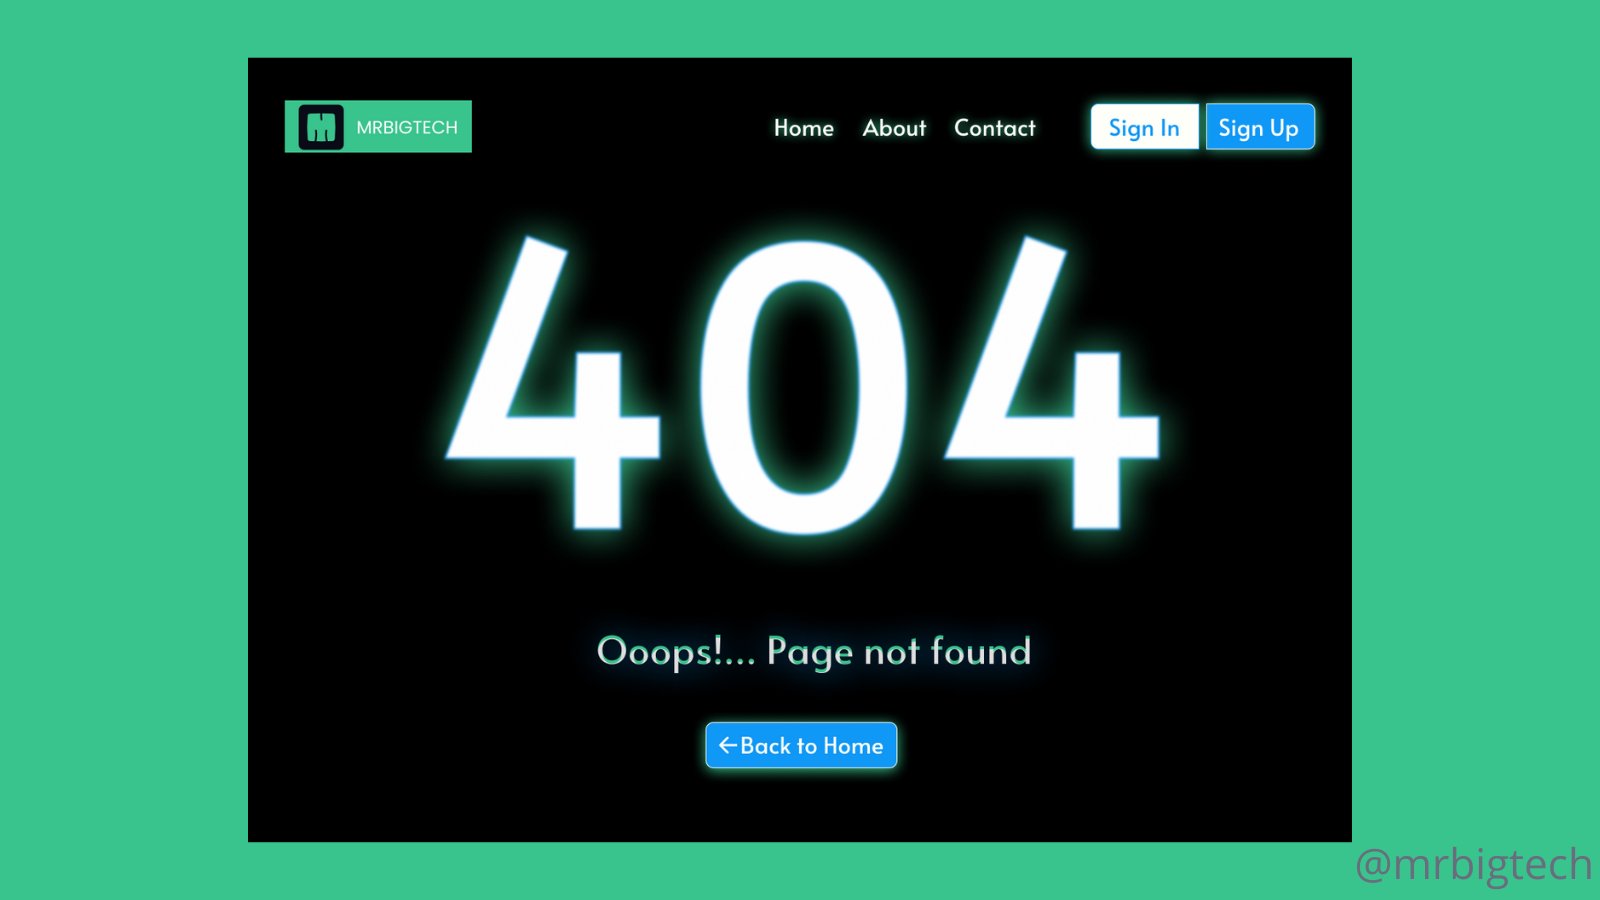 MRBIGTECH
Home About Contact Sign In Sign Up
404
Ooops!... Page not found
←Back to Home
@mrbigtech